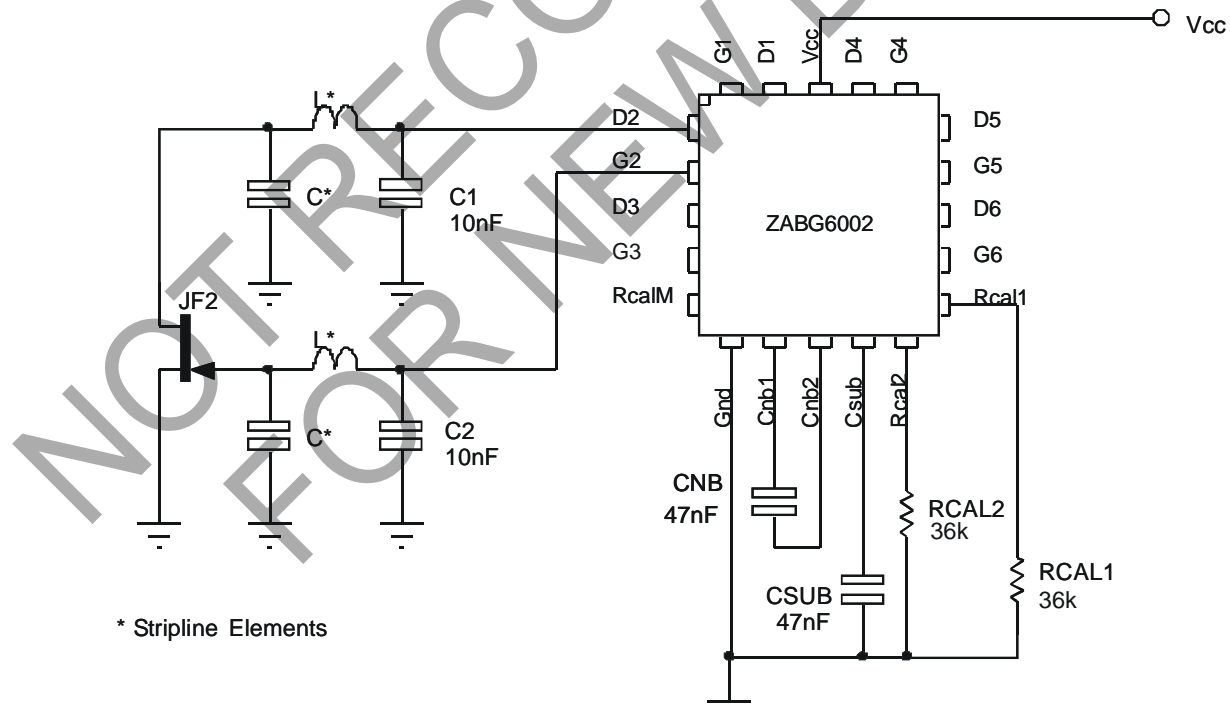 NOT RECO
FOR NEW D
Vcc
G1
D1
Vcc
D4
G4
L*
D2
G2
D3
G3
RcalM
ZABG6002
D5
G5
D6
G6
Rcal1
C*
C1
10nF
JF2
L*
C*
C2
10nF
Gnd
Cnb1
Cnb2
Csub
Rcal2
CNB
47nF
RCAL2
36k
CSUB
47nF
RCAL1
36k
* Stripline Elements